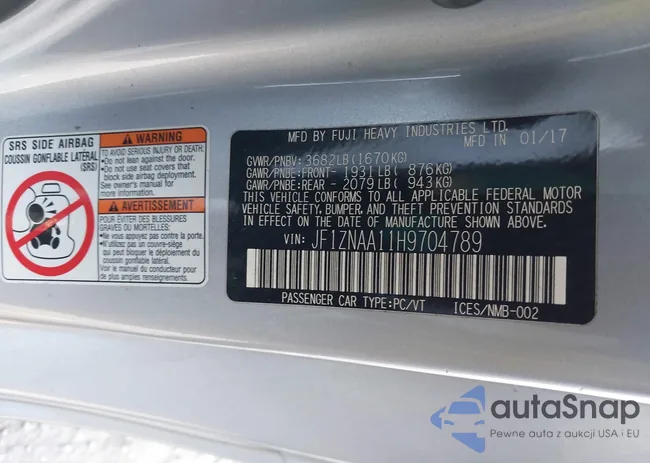 SRS SIDE AIRBAG
COUSSIN GONFLABLE LATÉRAL
(SRS)
WARNING
TO AVOID SERIOUS INJURY OR DEATH:
•Do not lean against the door.
•Do not use seat covers that
block side airbag deployment.
See owner's manual for
more information.
AVERTISSEMENT
POUR ÉVITER DES BLESSURES
GRAVES OU MORTELLES:
•Ne vous appuyez pas contre la porte.
•N'utilisez pas un couvre-siège
qui peut bloquer le déploiement du
coussin gonflable latéral.
Voir le manuel du conducteur pour
de plus amples renseignements.
MFD BY FUJI HEAVY INDUSTRIES LTD.
MFD IN 01/17
GVWR/PNBV: 3682LB(1670KG)
GAWR/PNBE:FRONT- 1931LB( 876KG)
GAWR/PNBE:REAR - 2079LB( 943KG)
THIS VEHICLE CONFORMS TO ALL APPLICABLE FEDERAL MOTOR
VEHICLE SAFETY, BUMPER, AND THEFT PREVENTION STANDARDS
IN EFFECT ON THE DATE OF MANUFACTURE SHOWN ABOVE.
VIN: JF1ZNAA11H9704789
PASSENGER CAR TYPE:PC/VT ICES/NMB-002
autaSnap
Pewne auta z aukcji USA i EU